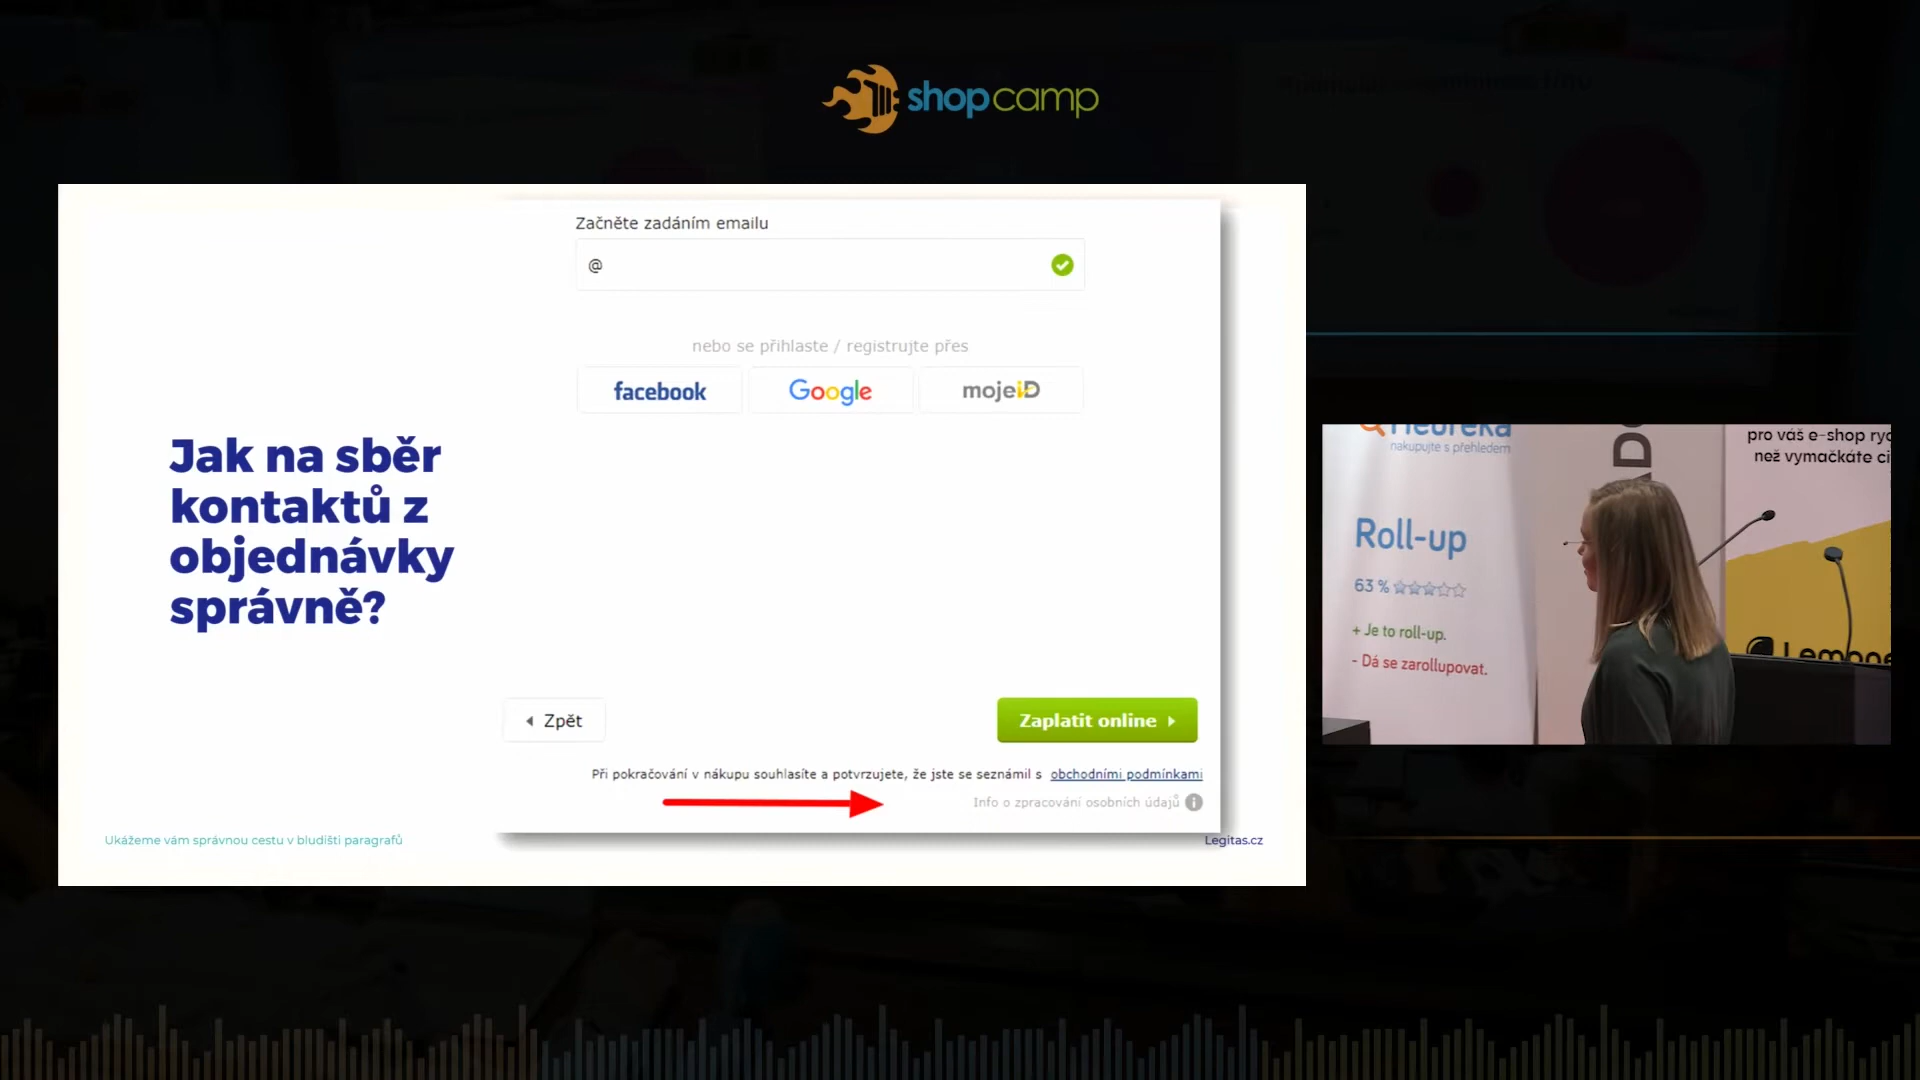 shopcamp
Začněte zadáním emailu
@
nebo se přihlaste / registrujte přes
facebook
Google
mojeiD
Jak na sběr
kontaktů z
objednávky
správně?
Zpět
Zaplatit online
Při pokračování v nákupu souhlasíte a potvrzujete, že jste se seznámil s obchodními podmínkami
Info o zpracování osobních údajů
Ukážeme vám správnou cestu v bludišti paragrafů
Legitas.cz
Heureka
nakupujte s přehledem
Roll-up
63 %
+ Je to roll-up.
- Dá se zarollupovat.
pro váš e-shop
než vymačkáte